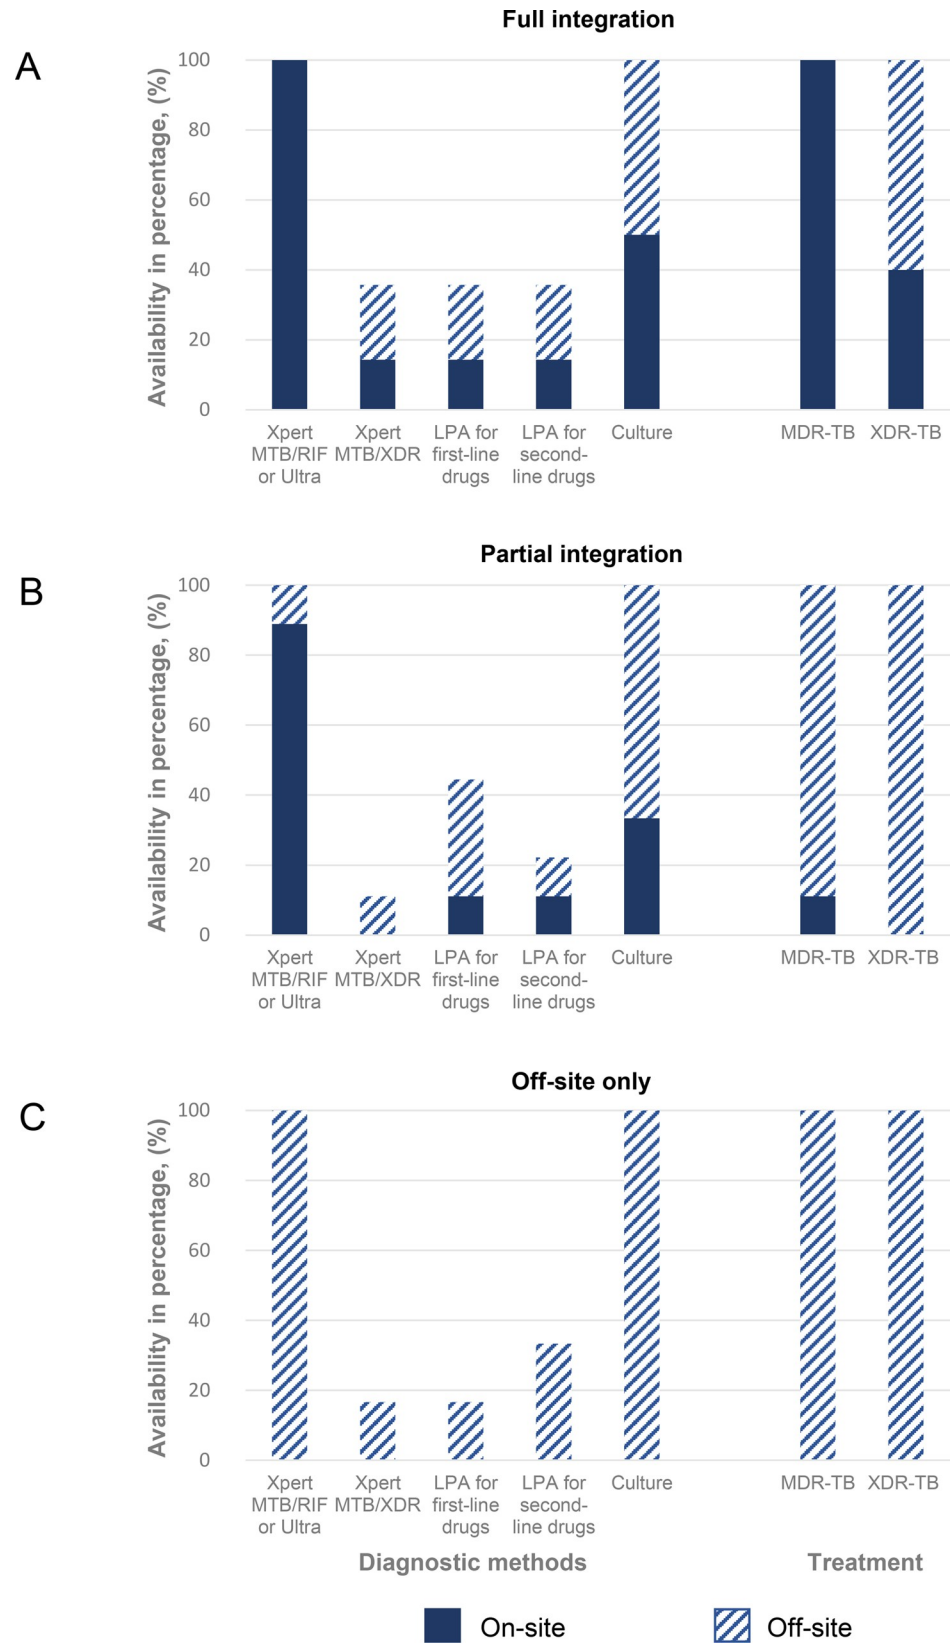 Full integration
A
Availability in percentage, (%)
100
80
60
40
20
0
Xpert MTB/RIF or Ultra
Xpert MTB/XDR
LPA for first-line drugs
LPA for second-line drugs
Culture
MDR-TB
XDR-TB
Partial integration
B
Availability in percentage, (%)
100
80
60
40
20
0
Xpert MTB/RIF or Ultra
Xpert MTB/XDR
LPA for first-line drugs
LPA for second-line drugs
Culture
MDR-TB
XDR-TB
Off-site only
C
Availability in percentage, (%)
100
80
60
40
20
0
Xpert MTB/RIF or Ultra
Xpert MTB/XDR
LPA for first-line drugs
LPA for second-line drugs
Culture
MDR-TB
XDR-TB
Diagnostic methods
Treatment
On-site
Off-site